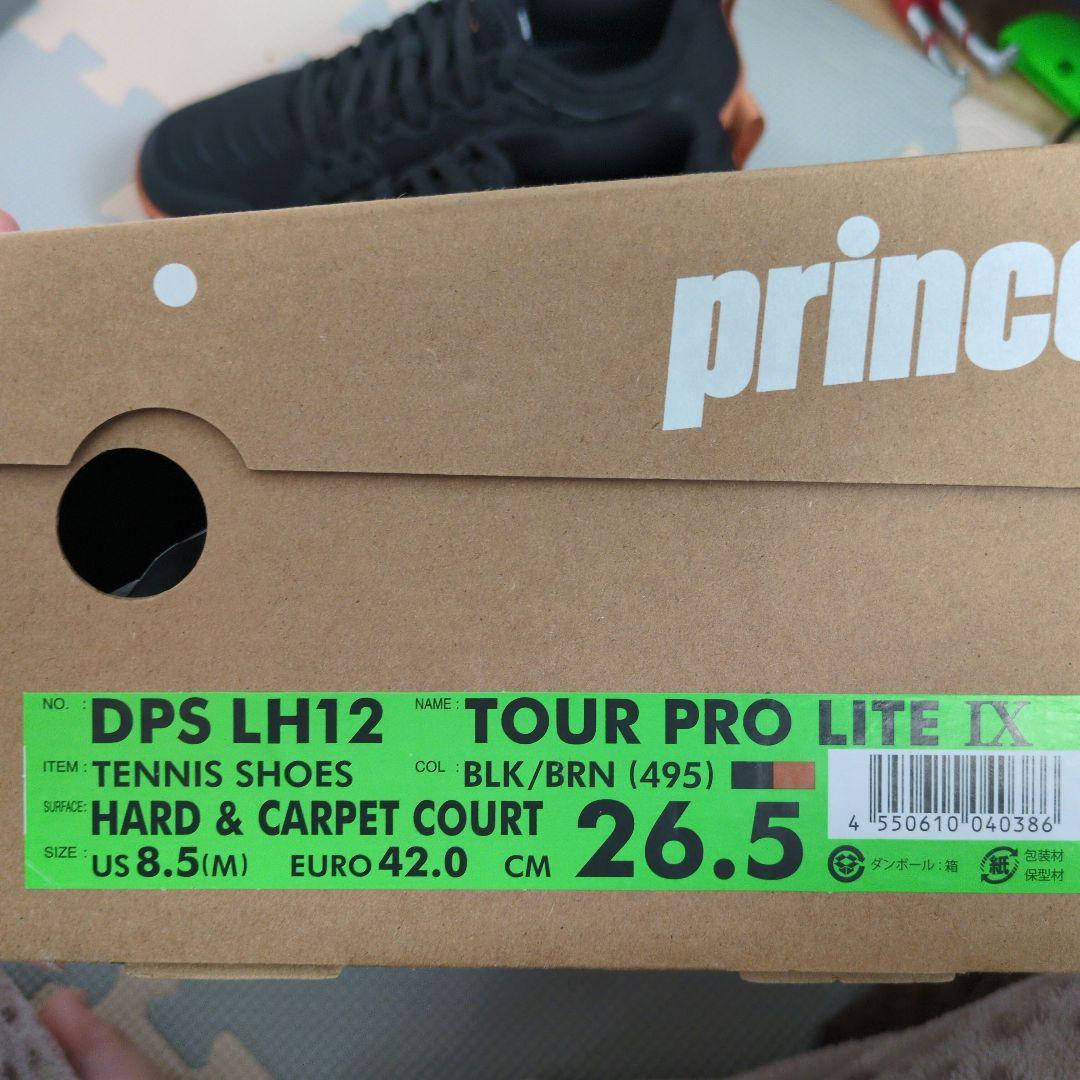 prince
NO. : DPS LH12 NAME : TOUR PRO LITE IX
ITEM : TENNIS SHOES COL : BLK/BRN (495)
SURFACE: HARD & CARPET COURT
SIZE : US 8.5(M) EURO 42.0 CM 26.5
4 550610 040386
ダンボール : 箱
紙 包装材
保型材